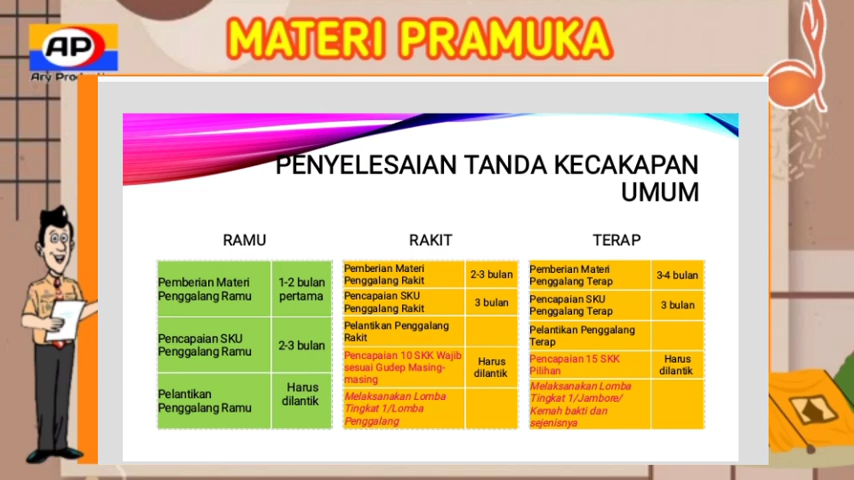 MATERI PRAMUKA
AP
PENYELESAIAN TANDA KECAKAPAN
UMUM
RAMU
Pemberian Materi
Penggalang Ramu
1-2 bulan
pertama
Pencapaian SKU
Penggalang Ramu
2-3 bulan
Pelantikan
Penggalang Ramu
Harus
dilantik
RAKIT
Pemberian Materi
Penggalang Rakit
2-3 bulan
Pencapaian SKU
Penggalang Rakit
3 bulan
Pelantikan Penggalang
Rakit
Pencapaian 10 SKK Wajib
sesuai Gudep Masing-
masing
Harus
dilantik
Melaksanakan Lomba
Tingkat 1/Lomba
Penggalang
TERAP
Pemberian Materi
Penggalang Terap
3-4 bulan
Pencapaian SKU
Penggalang Terap
3 bulan
Pelantikan Penggalang
Terap
Pencapaian 15 SKK
Pilihan
Harus
dilantik
Melaksanakan Lomba
Tingkat 1/Jambore/
Kemah bakti dan
sejenisnya